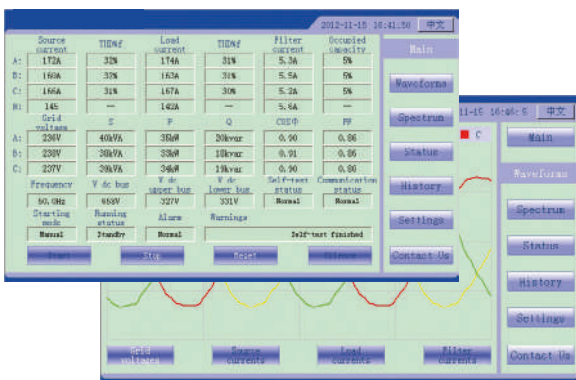 2012-11-15 16:41:50 中文
Source current THDxf Load current THDxf Filter current Occupied capacity
A: 172A 32% 174A 31% 5.3A 5%
B: 160A 32% 163A 31% 5.5A 5%
C: 166A 31% 167A 30% 5.2A 5%
N: 145 -- 142A -- 5.6A --
Grid voltage S P Q COSΦ PF
A: 236V 40kVA 35kW 20kvar 0.90 0.86
B: 238V 38kVA 33kW 18kvar 0.91 0.86
C: 237V 39kVA 34kW 19kvar 0.90 0.86
Frequency V dc bus V dc upper bus V dc lower bus Self-test status Communication status
50.0Hz 658V 327V 331V Normal Normal
Starting mode Running status Alarm Warnings
Manual Standby Normal Self-test finished
Start Stop Reset Silence
Main
Waveforms
Spectrum
Status
History
Settings
Contact Us
11-15 16:46: 中文
C
Main
Waveforms
Spectrum
Status
History
Settings
Contact Us
Grid voltages
Source currents
Load currents
Filter currents